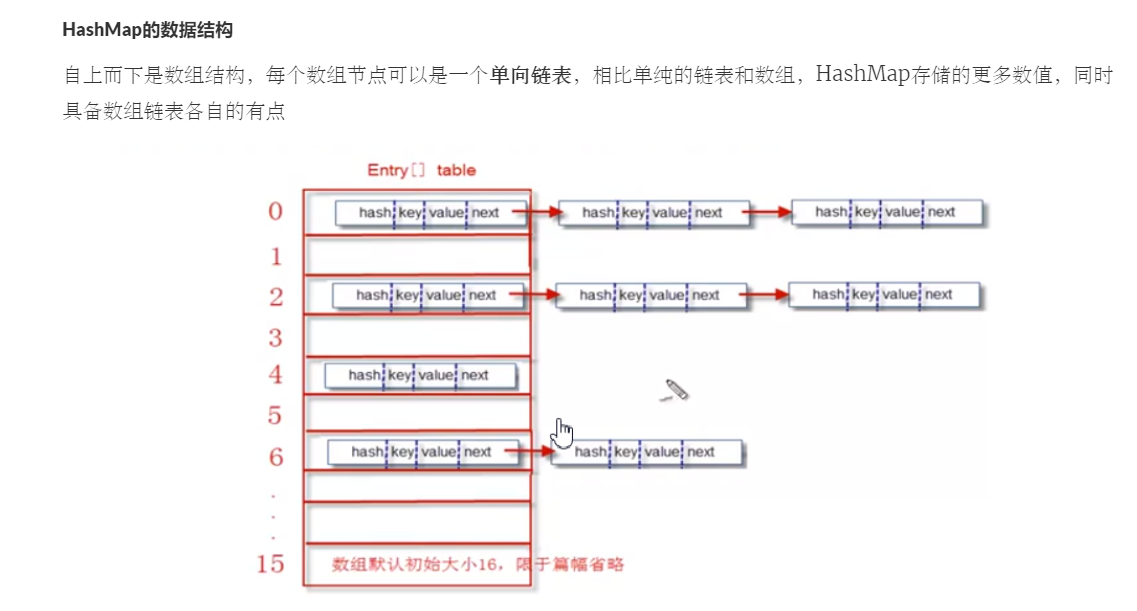 HashMap的数据结构
自上而下是数组结构，每个数组节点可以是一个单向链表，相比单纯的链表和数组，HashMap存储的更多数值，同时
具备数组链表各自的有点
Entry[] table
0 hash key value next hash key value next hash key value next
1
2 hash key value next hash key value next hash key value next
3
4 hash key value next
5
6 hash key value next hash key value next
.
.
.
15 数组默认初始大小16，限于篇幅省略